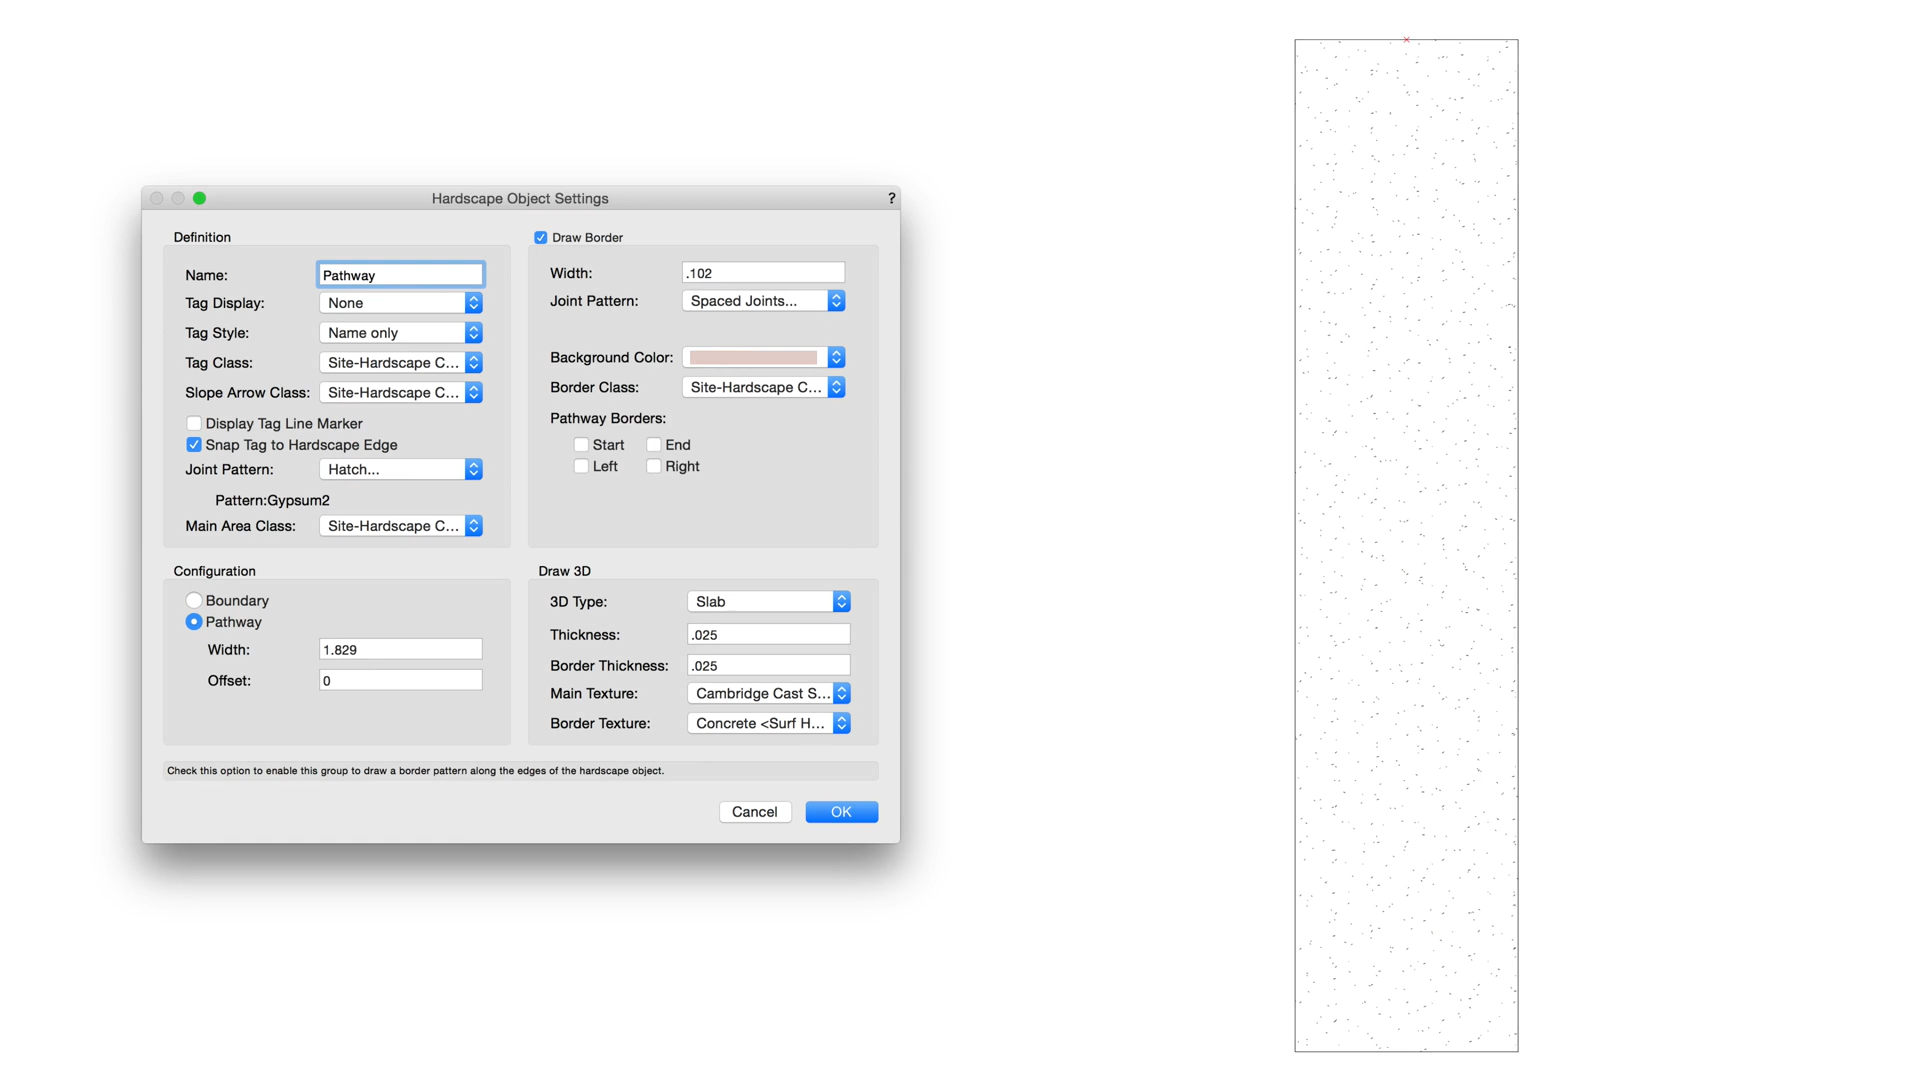 Hardscape Object Settings
?
Definition
Name: Pathway
Tag Display: None
Tag Style: Name only
Tag Class: Site-Hardscape C...
Slope Arrow Class: Site-Hardscape C...
Display Tag Line Marker
Snap Tag to Hardscape Edge
Joint Pattern: Hatch...
Pattern:Gypsum2
Main Area Class: Site-Hardscape C...
Draw Border
Width: .102
Joint Pattern: Spaced Joints...
Background Color:
Border Class: Site-Hardscape C...
Pathway Borders:
Start End
Left Right
Configuration
Boundary
Pathway
Width: 1.829
Offset: 0
Draw 3D
3D Type: Slab
Thickness: .025
Border Thickness: .025
Main Texture: Cambridge Cast S...
Border Texture: Concrete <Surf H...
Check this option to enable this group to draw a border pattern along the edges of the hardscape object.
Cancel OK